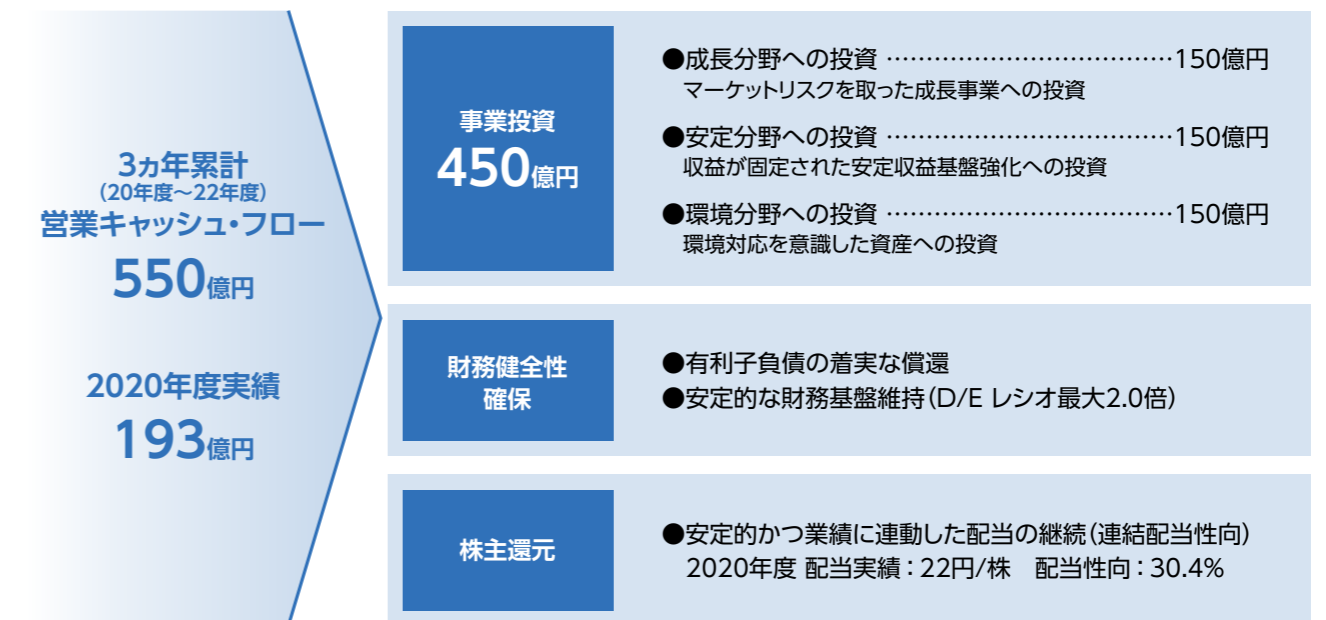 3ヵ年累計
(20年度~22年度)
営業キャッシュ・フロー
550億円
2020年度実績
193億円
事業投資
450億円
●成長分野への投資 …………………………………150億円
マーケットリスクを取った成長事業への投資
●安定分野への投資 …………………………………150億円
収益が固定された安定収益基盤強化への投資
●環境分野への投資 …………………………………150億円
環境対応を意識した資産への投資
財務健全性
確保
●有利子負債の着実な償還
●安定的な財務基盤維持(D/E レシオ最大2.0倍)
株主還元
●安定的かつ業績に連動した配当の継続(連結配当性向)
2020年度 配当実績：22円/株　配当性向：30.4%